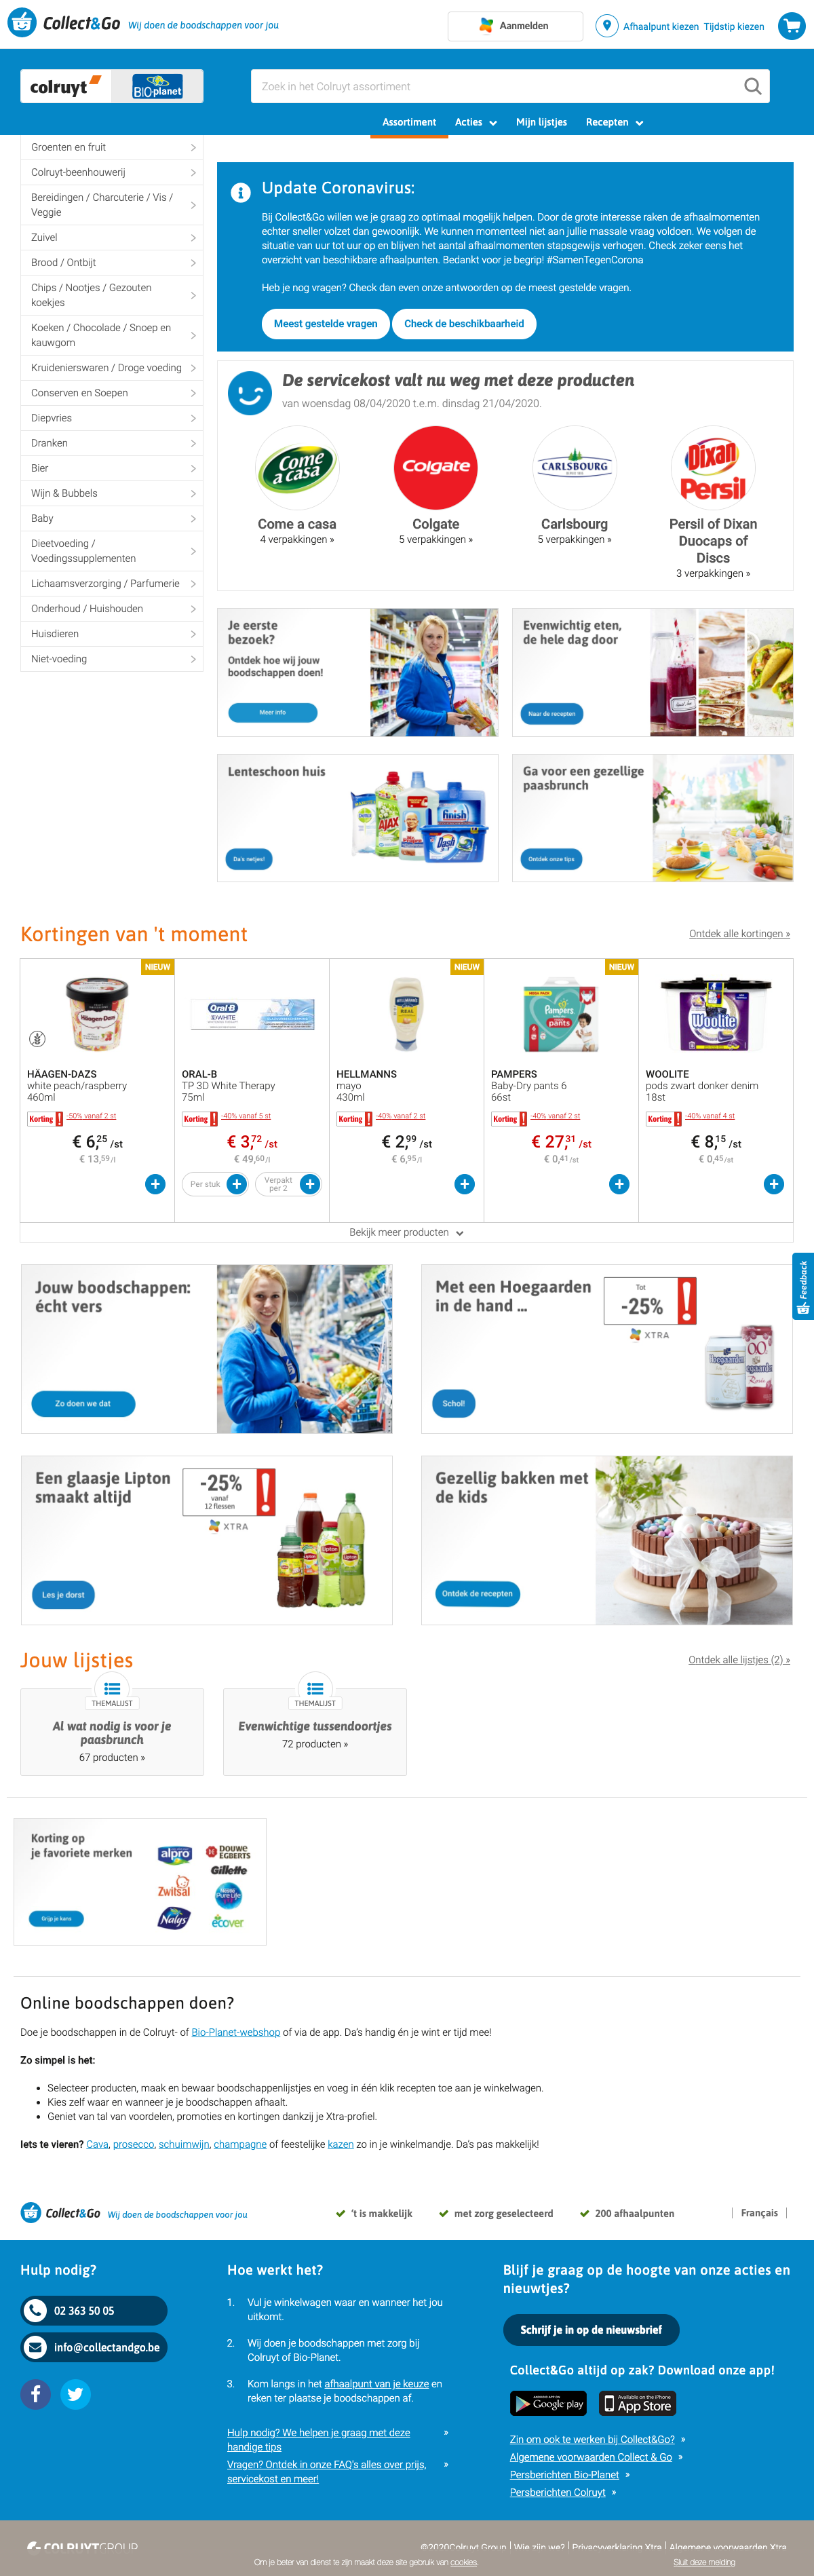 Collect&Go Wij doen de boodschappen voor jou
Aanmelden
Afhaalpunt kiezen Tijdstip kiezen
colruyt
BIOplanet
Zoek in het Colruyt assortiment
Assortiment Acties Mijn lijstjes Recepten
Groenten en fruit
Colruyt-beenhouwerij
Bereidingen / Charcuterie / Vis /
Veggie
Zuivel
Brood / Ontbijt
Chips / Nootjes / Gezouten
koekjes
Koeken / Chocolade / Snoep en
kauwgom
Kruidenierswaren / Droge voeding
Conserven en Soepen
Diepvries
Dranken
Bier
Wijn & Bubbels
Baby
Dieetvoeding /
Voedingssupplementen
Lichaamsverzorging / Parfumerie
Onderhoud / Huishouden
Huisdieren
Niet-voeding
Update Coronavirus:
Bij Collect&Go willen we je graag zo optimaal mogelijk helpen. Door de grote interesse raken de afhaalmomenten
echter sneller volzet dan gewoonlijk. We kunnen momenteel niet aan jullie massale vraag voldoen. We volgen de
situatie van uur tot uur op en blijven het aantal afhaalmomenten stapsgewijs verhogen. Check zeker eens het
overzicht van beschikbare afhaalpunten. Bedankt voor je begrip! #SamenTegenCorona
Heb je nog vragen? Check dan even onze antwoorden op de meest gestelde vragen.
Meest gestelde vragen
Check de beschikbaarheid
De servicekost valt nu weg met deze producten
van woensdag 08/04/2020 t.e.m. dinsdag 21/04/2020.
Come a casa
Colgate
CARLSBOURG
Dixan
Persil
Come a casa
4 verpakkingen »
Colgate
5 verpakkingen »
Carlsbourg
5 verpakkingen »
Persil of Dixan
Duocaps of
Discs
3 verpakkingen »
Je eerste
bezoek?
Ontdek hoe wij jouw
boodschappen doen!
Meer info
Evenwichtig eten,
de hele dag door
Naar de recepten
Lenteschoon huis
AJAX
finish
Dash
Da's netjes!
Ga voor een gezellige
paasbrunch
Ontdek onze tips
Kortingen van 't moment
Ontdek alle kortingen »
NIEUW
Häagen-Dazs
HÄAGEN-DAZS
white peach/raspberry
460ml
Korting ! -50% vanaf 2 st
€ 6,25 /st
€ 13,59/l
Oral-B
3DWHITE
ORAL-B
TP 3D White Therapy
75ml
Korting ! -40% vanaf 5 st
€ 3,72 /st
€ 49,60/l
Per stuk
Verpakt
per 2
NIEUW
REAL
HELLMANNS
mayo
430ml
Korting ! -40% vanaf 2 st
€ 2,99 /st
€ 6,95/l
NIEUW
Pampers
pants
PAMPERS
Baby-Dry pants 6
66st
Korting ! -40% vanaf 2 st
€ 27,31 /st
€ 0,41/st
Woolite
WOOLITE
pods zwart donker denim
18st
Korting ! -40% vanaf 4 st
€ 8,15 /st
€ 0,45/st
Bekijk meer producten
Feedback
Jouw boodschappen:
écht vers
Zo doen we dat
Met een Hoegaarden
in de hand ...
Tot
-25% !
XTRA
Hoegaarden
Schol!
Een glaasje Lipton
smaakt altijd
-25% !
vanaf
12 flessen
XTRA
Lipton
Les je dorst
Gezellig bakken met
de kids
Ontdek de recepten
Jouw lijstjes
Ontdek alle lijstjes (2) »
THEMALIJST
Al wat nodig is voor je
paasbrunch
67 producten »
THEMALIJST
Evenwichtige tussendoortjes
72 producten »
Korting op
je favoriete merken
alpro
DOUWE
EGBERTS
Gillette
Zwitsal
Nestlé
Pure Life
Nalys
ecover
Grijp je kans
Online boodschappen doen?
Doe je boodschappen in de Colruyt- of Bio-Planet-webshop of via de app. Da's handig én je wint er tijd mee!
Zo simpel is het:
• Selecteer producten, maak en bewaar boodschappenlijstjes en voeg in één klik recepten toe aan je winkelwagen.
• Kies zelf waar en wanneer je je boodschappen afhaalt.
• Geniet van tal van voordelen, promoties en kortingen dankzij je Xtra-profiel.
Iets te vieren? Cava, prosecco, schuimwijn, champagne of feestelijke kazen zo in je winkelmandje. Da's pas makkelijk!
Collect&Go Wij doen de boodschappen voor jou
't is makkelijk
met zorg geselecteerd
200 afhaalpunten
Français
Hulp nodig?
02 363 50 05
info@collectandgo.be
Hoe werkt het?
1. Vul je winkelwagen waar en wanneer het jou
uitkomt.
2. Wij doen je boodschappen met zorg bij
Colruyt of Bio-Planet.
3. Kom langs in het afhaalpunt van je keuze en
reken ter plaatse je boodschappen af.
Hulp nodig? We helpen je graag met deze »
handige tips
Vragen? Ontdek in onze FAQ's alles over prijs, »
servicekost en meer!
Blijf je graag op de hoogte van onze acties en
nieuwtjes?
Schrijf je in op de nieuwsbrief
Collect&Go altijd op zak? Download onze app!
ANDROID APP ON
Google play
Available on the iPhone
App Store
Zin om ook te werken bij Collect&Go? »
Algemene voorwaarden Collect & Go »
Persberichten Bio-Planet »
Persberichten Colruyt »
COLRUYTGROUP
©2020Colruyt Group | Wie zijn we? | Privacyverklaring Xtra | Algemene voorwaarden Xtra
Om je beter van dienst te zijn maakt deze site gebruik van cookies.
Sluit deze melding